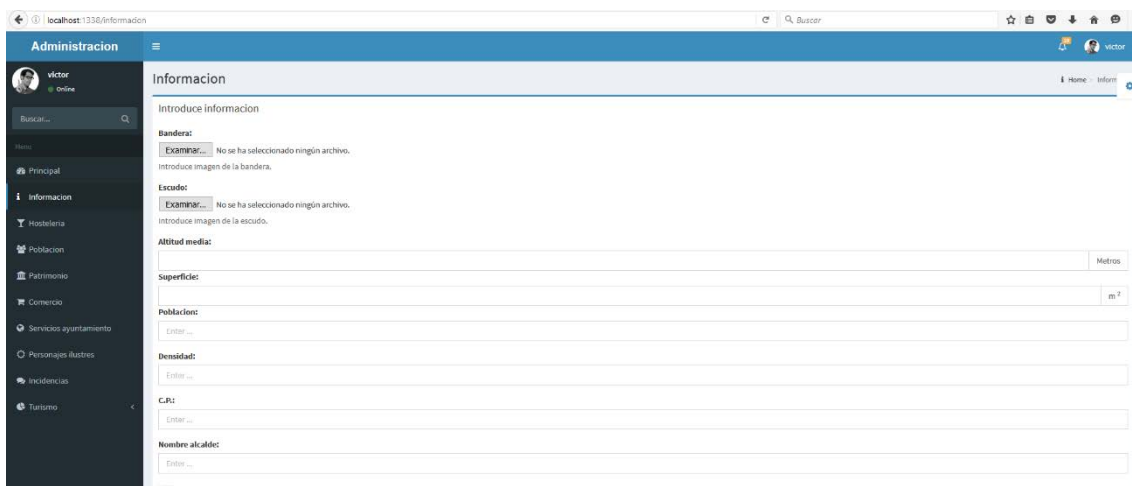 localhost:1338/informacion
Buscar
Administracion
victor
victor
Online
Buscar...
Menu
Principal
Informacion
Hosteleria
Poblacion
Patrimonio
Comercio
Servicios ayuntamiento
Personajes ilustres
Incidencias
Turismo
Informacion
Home
Introduce informacion
Bandera:
Examinar... No se ha seleccionado ningún archivo.
Introduce imagen de la bandera.
Escudo:
Examinar... No se ha seleccionado ningún archivo.
Introduce imagen de la escudo.
Altitud media:
Metros
Superficie:
m²
Poblacion:
Enter ...
Densidad:
Enter ...
C.P.:
Enter ...
Nombre alcalde:
Enter ...